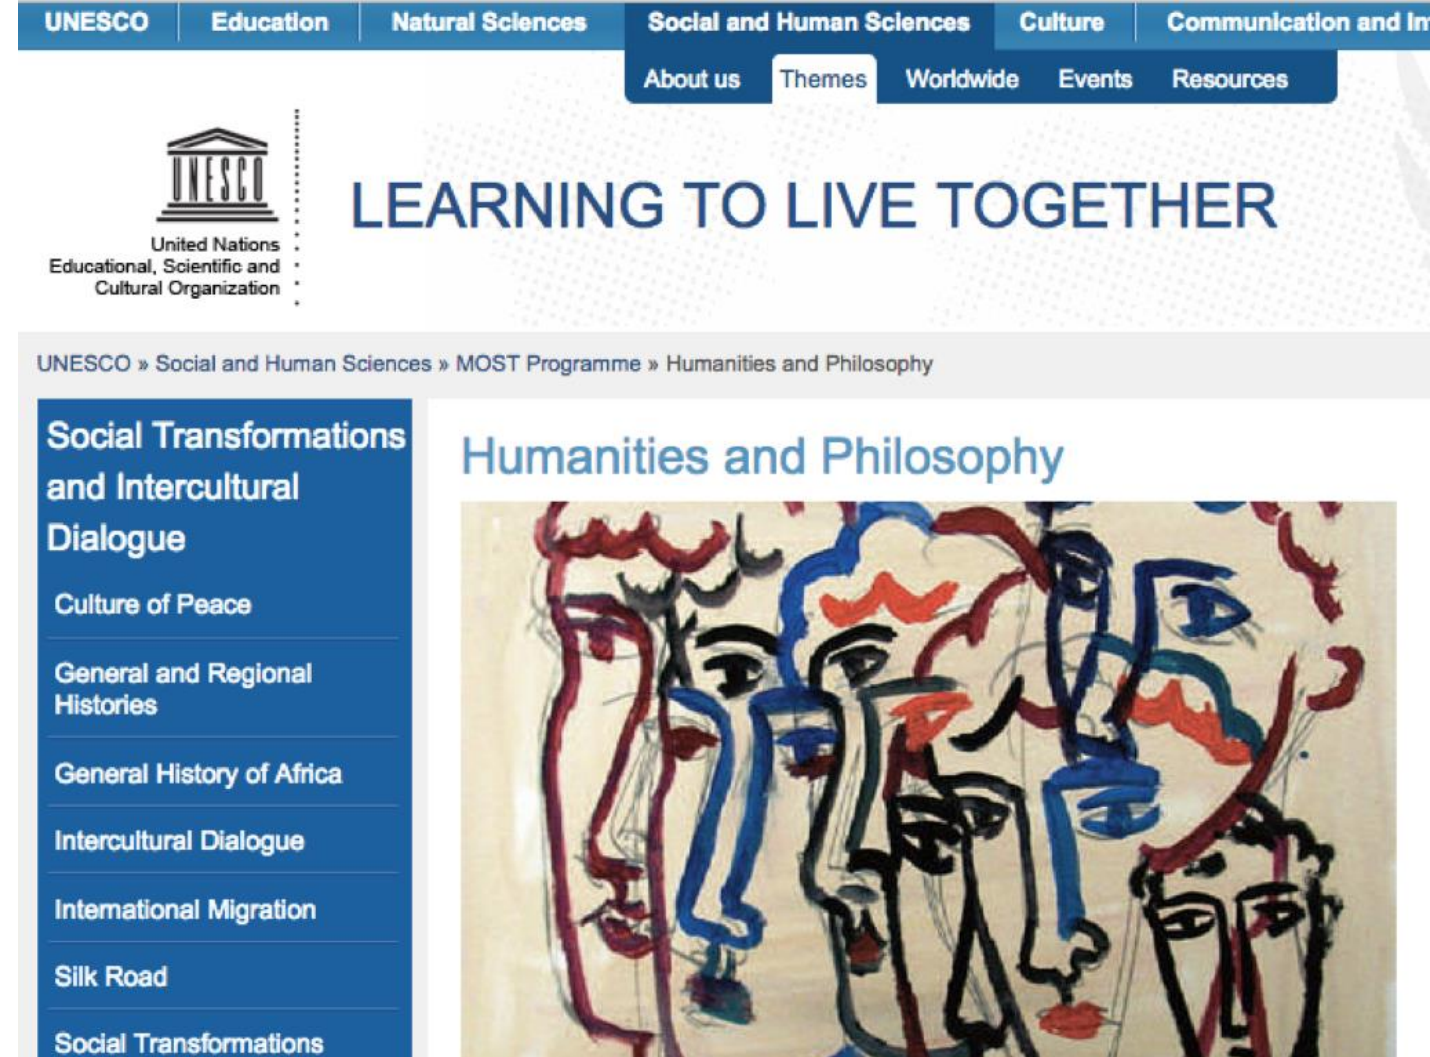 UNESCO Education Natural Sciences Social and Human Sciences Culture Communication and
About us Themes Worldwide Events Resources
UNESCO
United Nations
Educational, Scientific and
Cultural Organization
LEARNING TO LIVE TOGETHER
UNESCO » Social and Human Sciences » MOST Programme » Humanities and Philosophy
Social Transformations
and Intercultural
Dialogue
Culture of Peace
General and Regional
Histories
General History of Africa
Intercultural Dialogue
International Migration
Silk Road
Social Transformations
Humanities and Philosophy